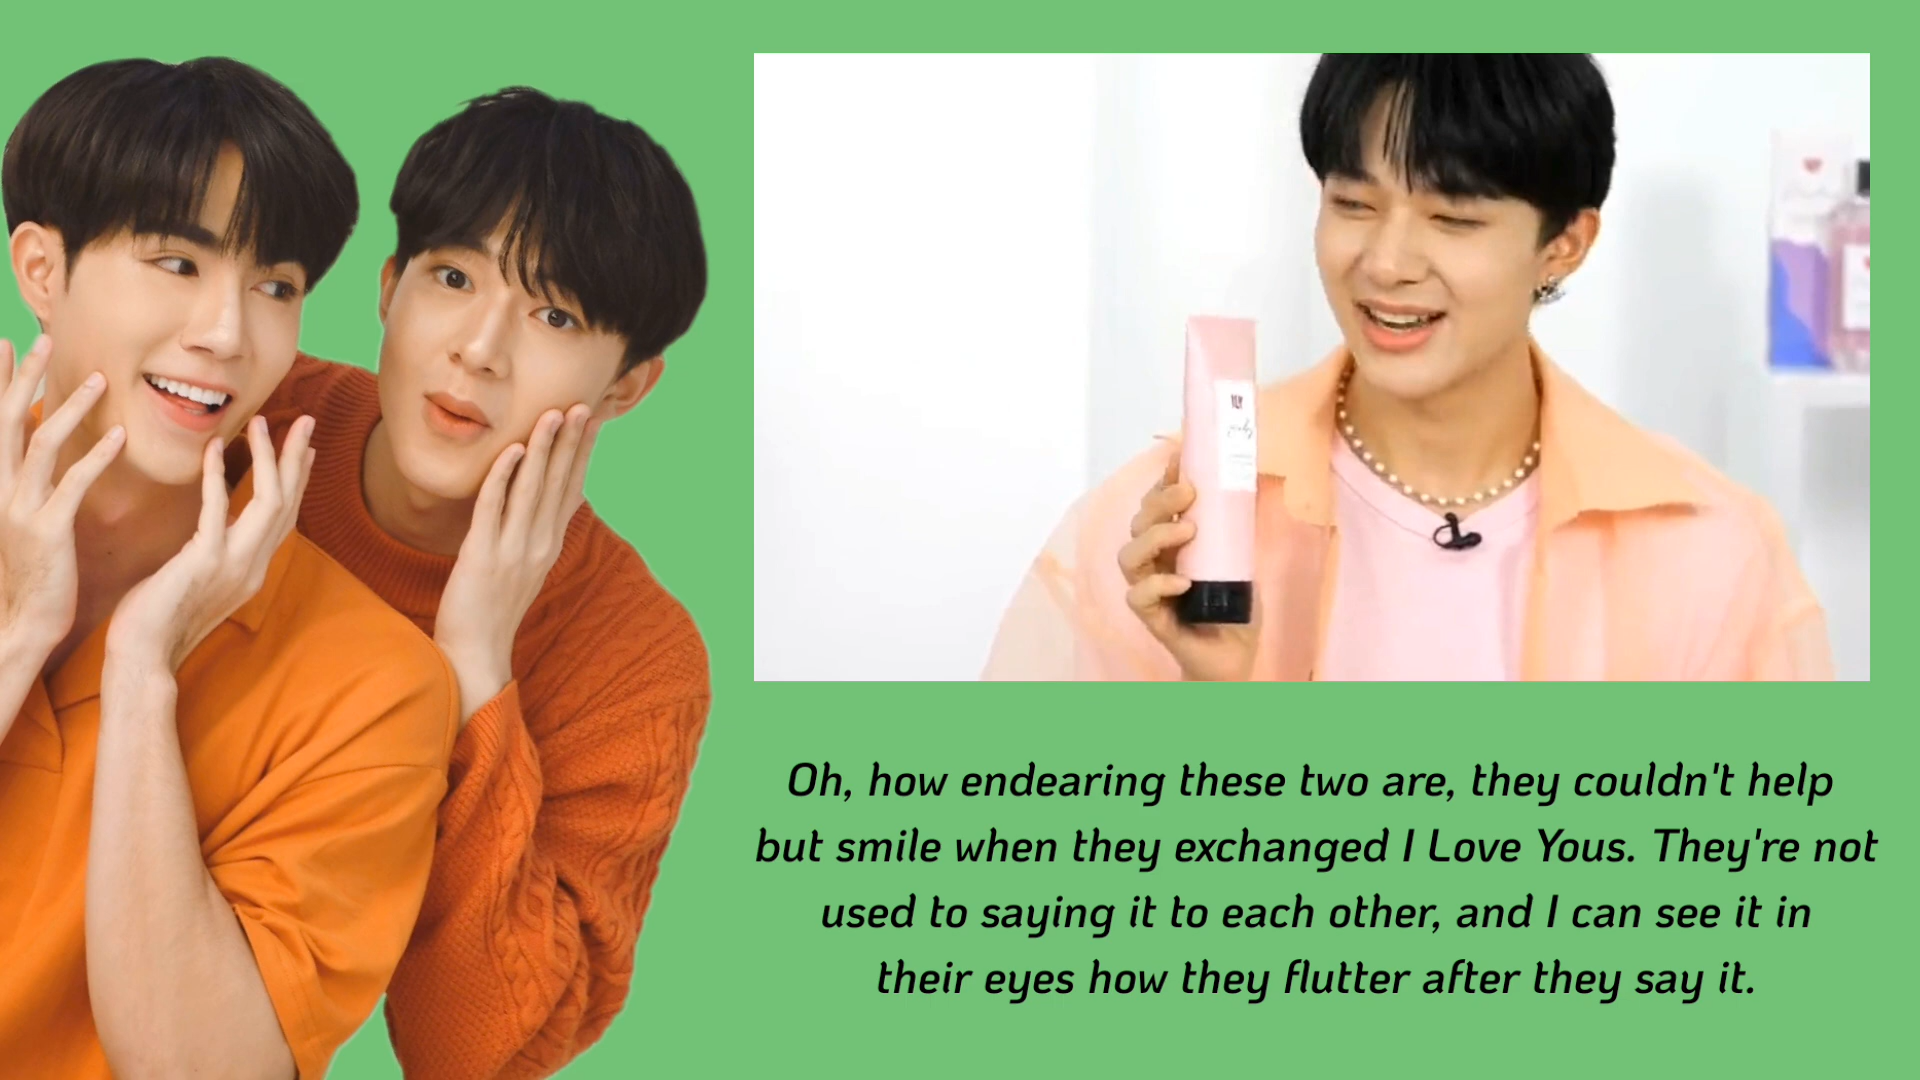 Oh, how endearing these two are, they couldn't help
but smile when they exchanged I Love Yous. They're not
used to saying it to each other, and I can see it in
their eyes how they flutter after they say it.